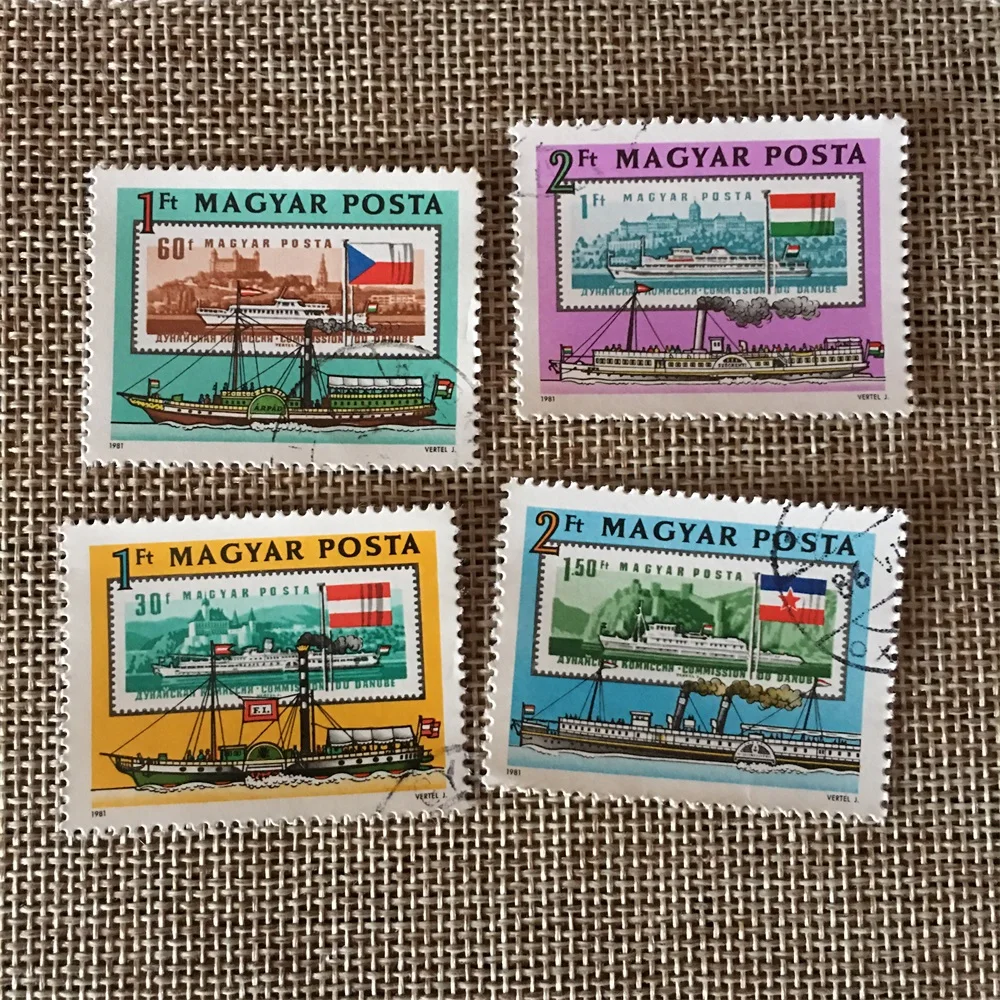 1Ft MAGYAR POSTA
60f MAGYAR POSTA
ДУНАЙСКАЯ КОМИССИЯ · COMMISSION DU DANUBE
VERTEL
ÁRPÁD
1981 VERTEL J.
2Ft MAGYAR POSTA
1Ft MAGYAR POSTA
ДУНАЙСКАЯ КОМИССИЯ · COMMISSION DU DANUBE
1981 VERTEL J.
1Ft MAGYAR POSTA
30f MAGYAR POSTA
ДУНАЙСКАЯ КОМИССИЯ · COMMISSION DU DANUBE
F.I.
1981
2Ft MAGYAR POSTA
1.50Ft MAGYAR POSTA
ДУНАЙСКАЯ КОМИССИЯ · COMMISSION DU DANUBE
1981 VERTEL J.